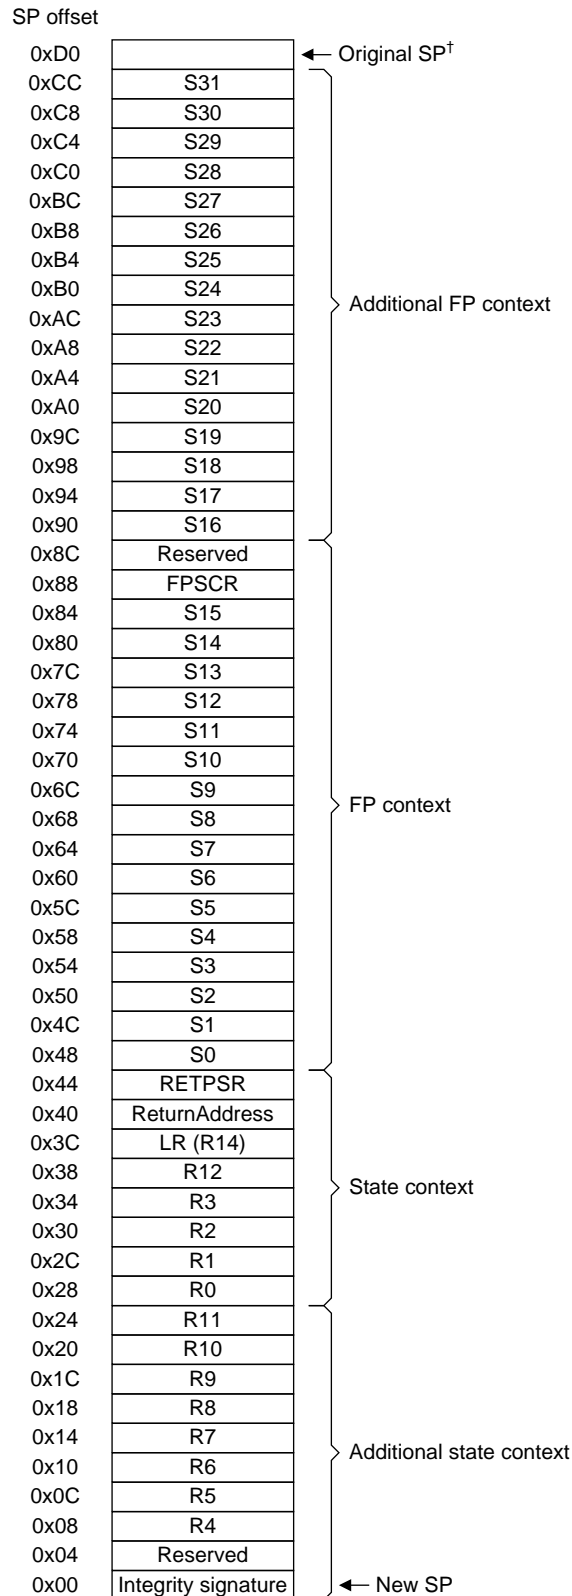 SP offset
0xD0 Original SP†
0xCC S31
0xC8 S30
0xC4 S29
0xC0 S28
0xBC S27
0xB8 S26
0xB4 S25
0xB0 S24
Additional FP context
0xAC S23
0xA8 S22
0xA4 S21
0xA0 S20
0x9C S19
0x98 S18
0x94 S17
0x90 S16
0x8C Reserved
0x88 FPSCR
0x84 S15
0x80 S14
0x7C S13
0x78 S12
0x74 S11
0x70 S10
0x6C S9
FP context
0x68 S8
0x64 S7
0x60 S6
0x5C S5
0x58 S4
0x54 S3
0x50 S2
0x4C S1
0x48 S0
0x44 RETPSR
0x40 ReturnAddress
0x3C LR (R14)
0x38 R12
State context
0x34 R3
0x30 R2
0x2C R1
0x28 R0
0x24 R11
0x20 R10
0x1C R9
0x18 R8
0x14 R7
Additional state context
0x10 R6
0x0C R5
0x08 R4
0x04 Reserved
0x00 Integrity signature New SP